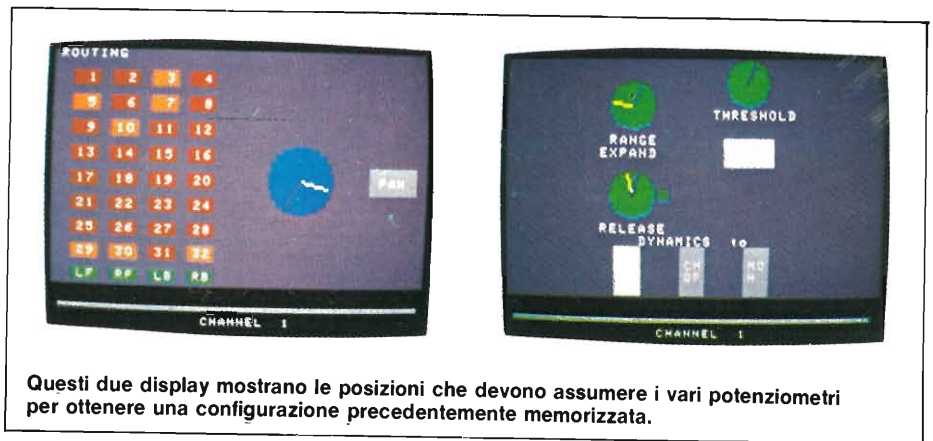 ROUTING
1 2 3 4
5 6 7 8
9 10 11 12
13 14 15 16
17 18 19 20
21 22 23 24
25 26 27 28
29 30 31 32
LF RF LB RB
PAN
CHANNEL 1
THRESHOLD
RANGE
EXPAND
RELEASE
DYNAMICS to
CH
OP
MO
N
CHANNEL 1
Questi due display mostrano le posizioni che devono assumere i vari potenziometri
per ottenere una configurazione precedentemente memorizzata.